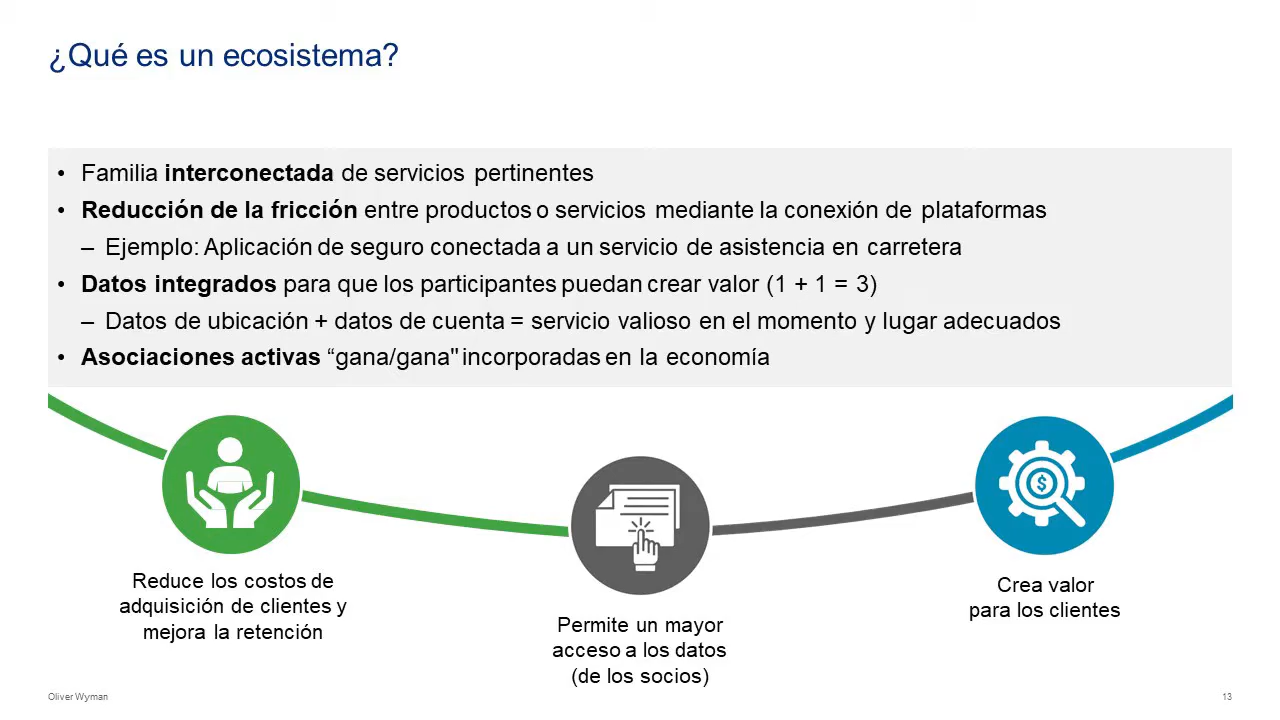 ¿Qué es un ecosistema?
• Familia interconectada de servicios pertinentes
• Reducción de la fricción entre productos o servicios mediante la conexión de plataformas
– Ejemplo: Aplicación de seguro conectada a un servicio de asistencia en carretera
• Datos integrados para que los participantes puedan crear valor (1 + 1 = 3)
– Datos de ubicación + datos de cuenta = servicio valioso en el momento y lugar adecuados
• Asociaciones activas “gana/gana" incorporadas en la economía
$
Reduce los costos de
adquisición de clientes y
mejora la retención
Permite un mayor
acceso a los datos
(de los socios)
Crea valor
para los clientes
Oliver Wyman
13